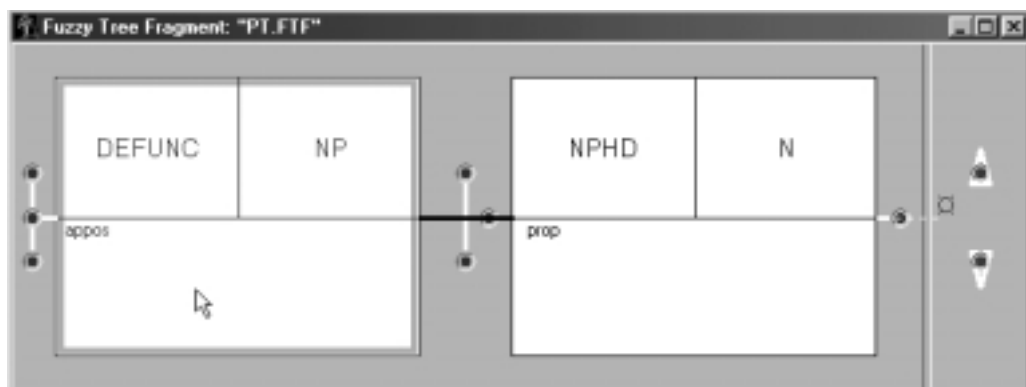 Fuzzy Tree Fragment: "PT.FTF"
DEFUNC NP NPHD N
appos prop
¤